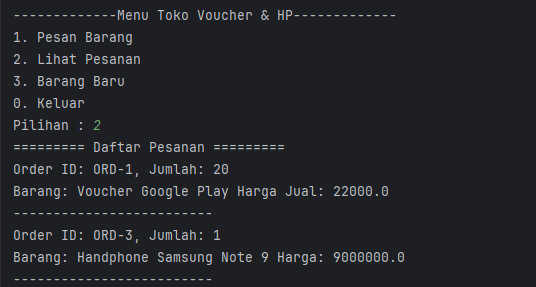 -------------Menu Toko Voucher & HP-------------
1. Pesan Barang
2. Lihat Pesanan
3. Barang Baru
0. Keluar
Pilihan : 2
========= Daftar Pesanan =========
Order ID: ORD-1, Jumlah: 20
Barang: Voucher Google Play Harga Jual: 22000.0
-------------------------
Order ID: ORD-3, Jumlah: 1
Barang: Handphone Samsung Note 9 Harga: 9000000.0
-------------------------